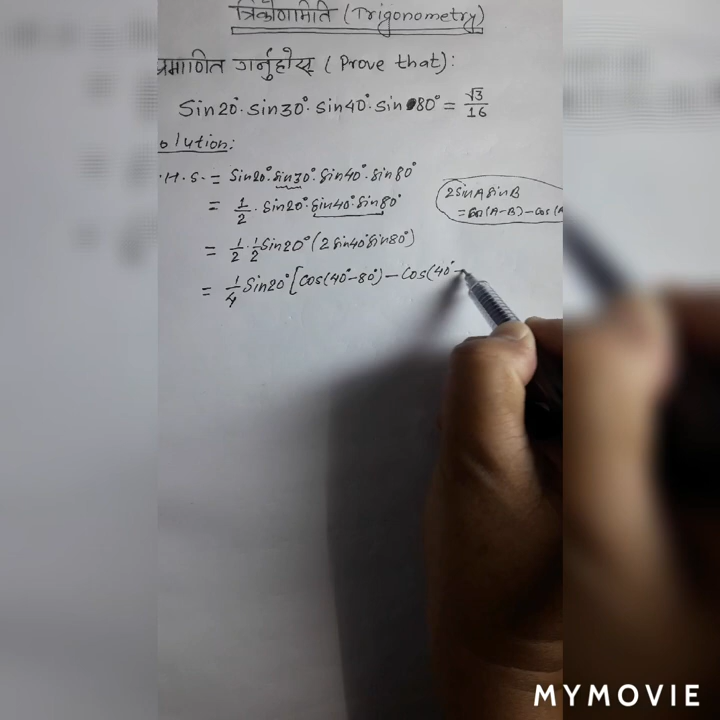 त्रिकोणामिति (Trigonometry)
प्रमाणित गर्नुहोस् (Prove that):
Sin20°. Sin30°. Sin40°. Sin80° = √3/16
olution:
.H.S. = Sin20°. Sin30°. Sin40°. Sin80°
= 1/2 . Sin20°. Sin40°. Sin80°
2SinA SinB
= Cos(A-B) - Cos(A
= 1/2 . 1/2 Sin20° (2Sin40° Sin80°)
= 1/4 Sin20° [Cos(40°-80°) - Cos(40° +
MYMOVIE